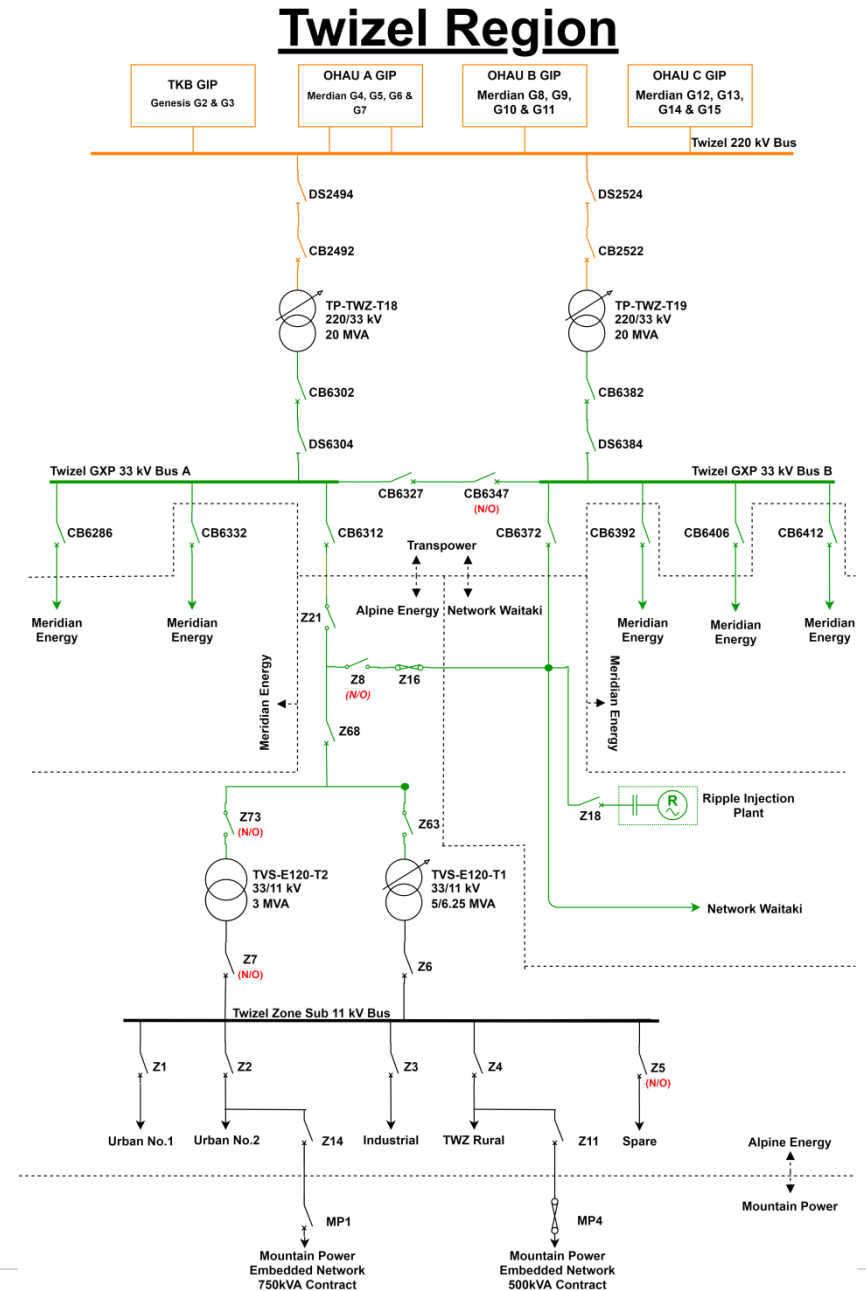 Twizel Region
TKB GIP
Genesis G2 & G3
OHAU A GIP
Merdian G4, G5, G6 &
G7
OHAU B GIP
Merdian G8, G9,
G10 & G11
OHAU C GIP
Merdian G12, G13,
G14 & G15
Twizel 220 kV Bus
DS2494
DS2524
CB2492
CB2522
TP-TWZ-T18
220/33 kV
20 MVA
TP-TWZ-T19
220/33 kV
20 MVA
CB6302
CB6382
DS6304
DS6384
Twizel GXP 33 kV Bus A
Twizel GXP 33 kV Bus B
CB6327
CB6347
(N/O)
CB6286
CB6332
CB6312
CB6372
CB6392
CB6406
CB6412
Transpower
Alpine Energy
Network Waitaki
Meridian
Energy
Meridian
Energy
Meridian
Energy
Meridian
Energy
Meridian
Energy
Z21
Z8
(N/O)
Z16
Meridian Energy
Meridian Energy
Z68
Z73
(N/O)
Z63
Z18
R
Ripple Injection
Plant
TVS-E120-T2
33/11 kV
3 MVA
TVS-E120-T1
33/11 kV
5/6.25 MVA
Network Waitaki
Z7
(N/O)
Z6
Twizel Zone Sub 11 kV Bus
Z1
Z2
Z3
Z4
Z5
(N/O)
Urban No.1
Urban No.2
Z14
Industrial
TWZ Rural
Z11
Spare
Alpine Energy
Mountain Power
MP1
MP4
Mountain Power
Embedded Network
750kVA Contract
Mountain Power
Embedded Network
500kVA Contract